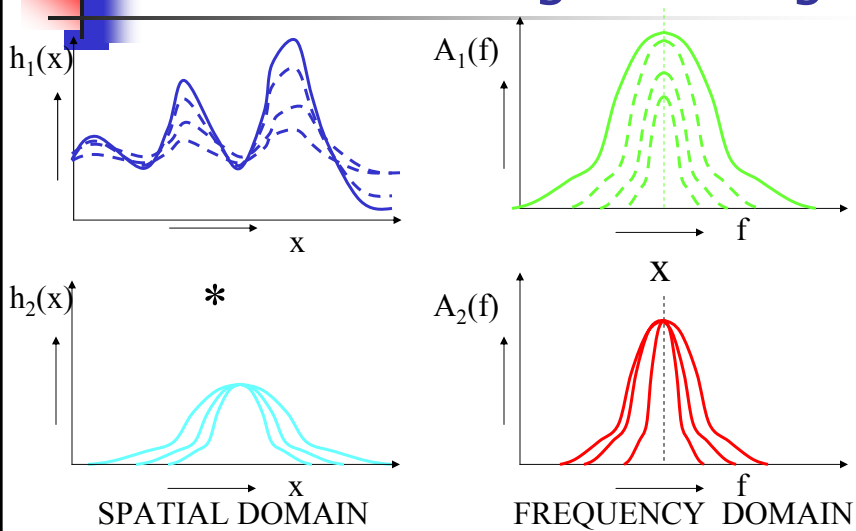 h₁(x)
A₁(f)
x
f
h₂(x)
*
A₂(f)
x
x
f
SPATIAL DOMAIN
FREQUENCY DOMAIN